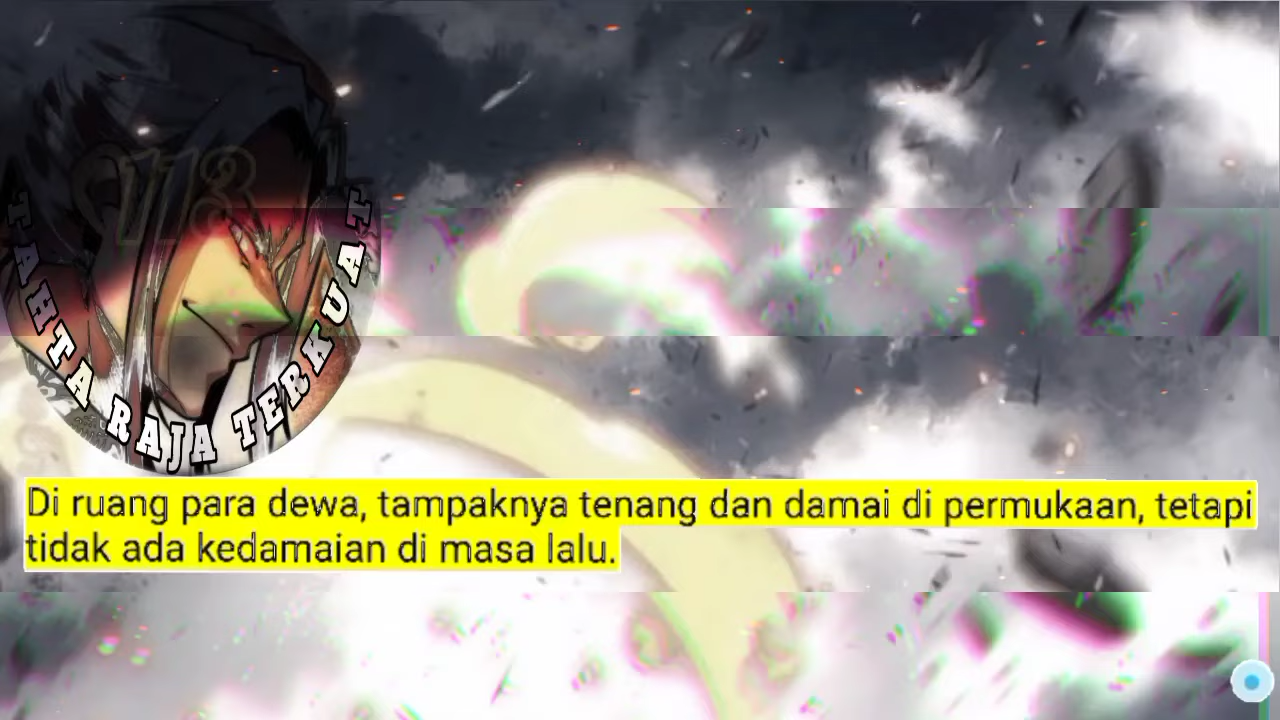 113
TAHTA RAJA TERKUAT
Di ruang para dewa, tampaknya tenang dan damai di permukaan, tetapi
tidak ada kedamaian di masa lalu.